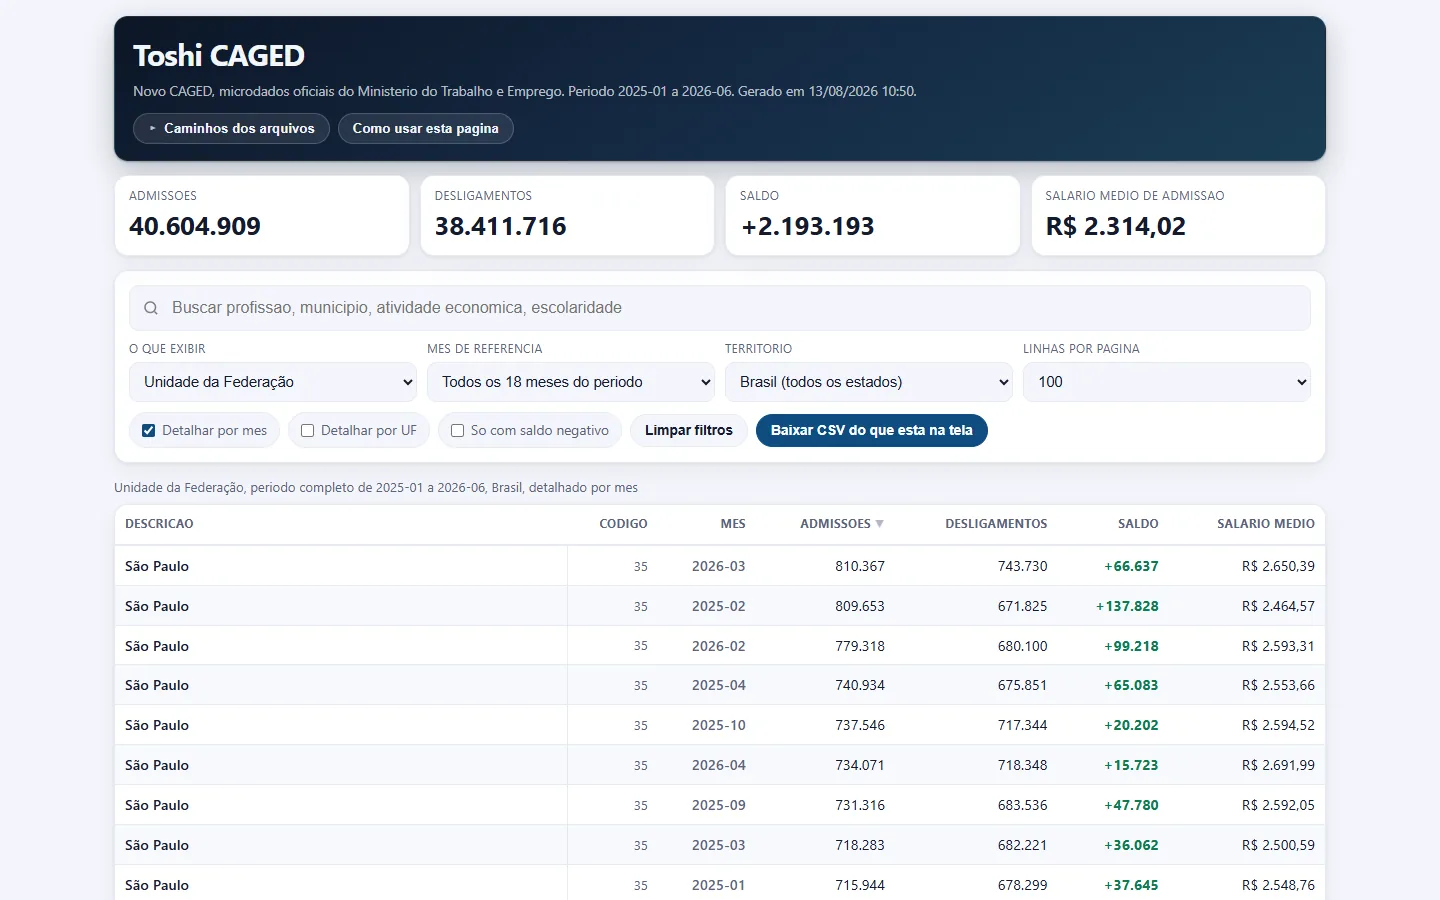 Toshi CAGED
Novo CAGED, microdados oficiais do Ministerio do Trabalho e Emprego. Periodo 2025-01 a 2026-06. Gerado em 13/08/2026 10:50.
Caminhos dos arquivos Como usar esta pagina
ADMISSOES DESLIGAMENTOS SALDO SALARIO MEDIO DE ADMISSAO
40.604.909 38.411.716 +2.193.193 R$ 2.314,02
Buscar profissao, municipio, atividade economica, escolaridade
O QUE EXIBIR MES DE REFERENCIA TERRITORIO LINHAS POR PAGINA
Unidade da Federação Todos os 18 meses do periodo Brasil (todos os estados) 100
Detalhar por mes Detalhar por UF So com saldo negativo Limpar filtros Baixar CSV do que esta na tela
Unidade da Federação, periodo completo de 2025-01 a 2026-06, Brasil, detalhado por mes
DESCRICAO CODIGO MES ADMISSOES ▼ DESLIGAMENTOS SALDO SALARIO MEDIO
São Paulo 35 2026-03 810.367 743.730 +66.637 R$ 2.650,39
São Paulo 35 2025-02 809.653 671.825 +137.828 R$ 2.464,57
São Paulo 35 2026-02 779.318 680.100 +99.218 R$ 2.593,31
São Paulo 35 2025-04 740.934 675.851 +65.083 R$ 2.553,66
São Paulo 35 2025-10 737.546 717.344 +20.202 R$ 2.594,52
São Paulo 35 2026-04 734.071 718.348 +15.723 R$ 2.691,99
São Paulo 35 2025-09 731.316 683.536 +47.780 R$ 2.592,05
São Paulo 35 2025-03 718.283 682.221 +36.062 R$ 2.500,59
São Paulo 35 2025-01 715.944 678.299 +37.645 R$ 2.548,76